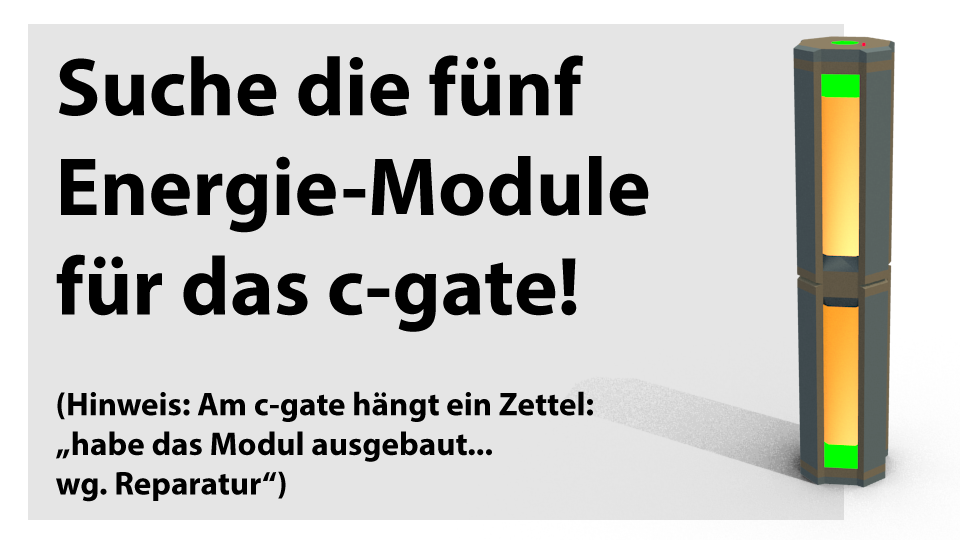 Suche die fünf
Energie-Module
für das c-gate!
(Hinweis: Am c-gate hängt ein Zettel:
„habe das Modul ausgebaut...
wg. Reparatur“)